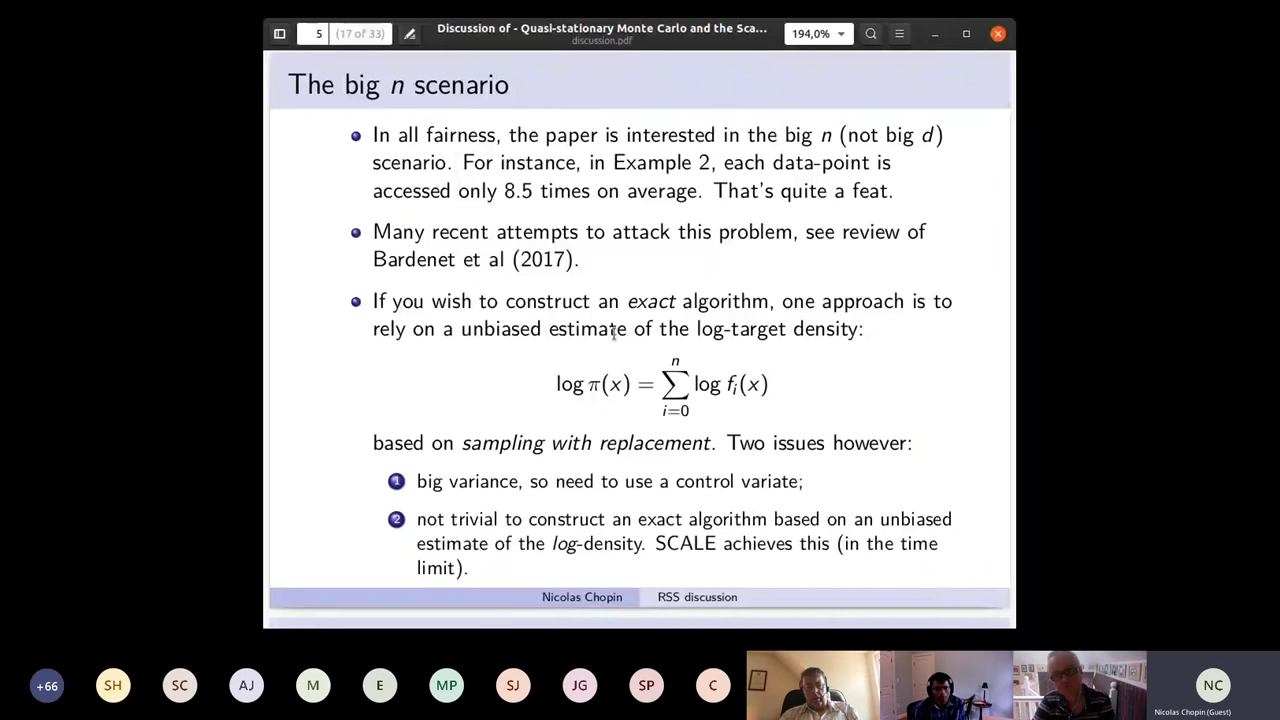 5 (17 of 33)
Discussion of - Quasi-stationary Monte Carlo and the Sca...
discussion.pdf
194,0%
The big n scenario
In all fairness, the paper is interested in the big n (not big d)
scenario. For instance, in Example 2, each data-point is
accessed only 8.5 times on average. That's quite a feat.
Many recent attempts to attack this problem, see review of
Bardenet et al (2017).
If you wish to construct an exact algorithm, one approach is to
rely on a unbiased estimate of the log-target density:
log π(x) = ∑_{i=0}^{n} log f_i(x)
based on sampling with replacement. Two issues however:
1 big variance, so need to use a control variate;
2 not trivial to construct an exact algorithm based on an unbiased
estimate of the log-density. SCALE achieves this (in the time
limit).
Nicolas Chopin RSS discussion
+66 SH SC AJ M E MP SJ JG SP C NC
Nicolas Chopin (Guest)